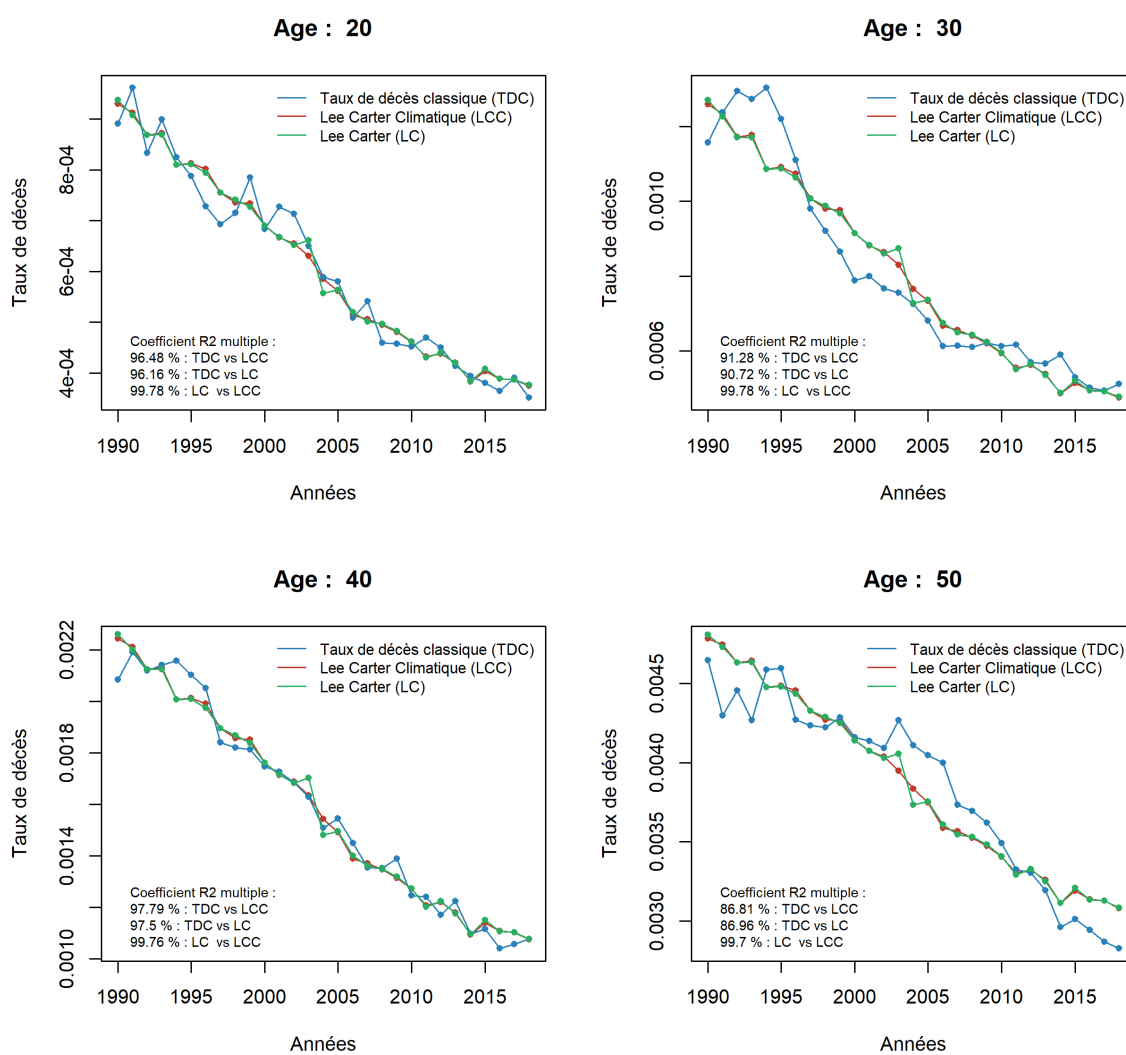 Age :  20
Taux de décès classique (TDC)
Lee Carter Climatique (LCC)
Lee Carter (LC)
Taux de décès
8e-04
6e-04
4e-04
Coefficient R2 multiple :
96.48 % : TDC vs LCC
96.16 % : TDC vs LC
99.78 % : LC  vs LCC
1990 1995 2000 2005 2010 2015
Années
Age :  30
Taux de décès classique (TDC)
Lee Carter Climatique (LCC)
Lee Carter (LC)
Taux de décès
0.0010
0.0006
Coefficient R2 multiple :
91.28 % : TDC vs LCC
90.72 % : TDC vs LC
99.78 % : LC  vs LCC
1990 1995 2000 2005 2010 2015
Années
Age :  40
Taux de décès classique (TDC)
Lee Carter Climatique (LCC)
Lee Carter (LC)
Taux de décès
0.0022
0.0018
0.0014
0.0010
Coefficient R2 multiple :
97.79 % : TDC vs LCC
97.5 % : TDC vs LC
99.76 % : LC  vs LCC
1990 1995 2000 2005 2010 2015
Années
Age :  50
Taux de décès classique (TDC)
Lee Carter Climatique (LCC)
Lee Carter (LC)
Taux de décès
0.0045
0.0040
0.0035
0.0030
Coefficient R2 multiple :
86.81 % : TDC vs LCC
86.96 % : TDC vs LC
99.7 % : LC  vs LCC
1990 1995 2000 2005 2010 2015
Années